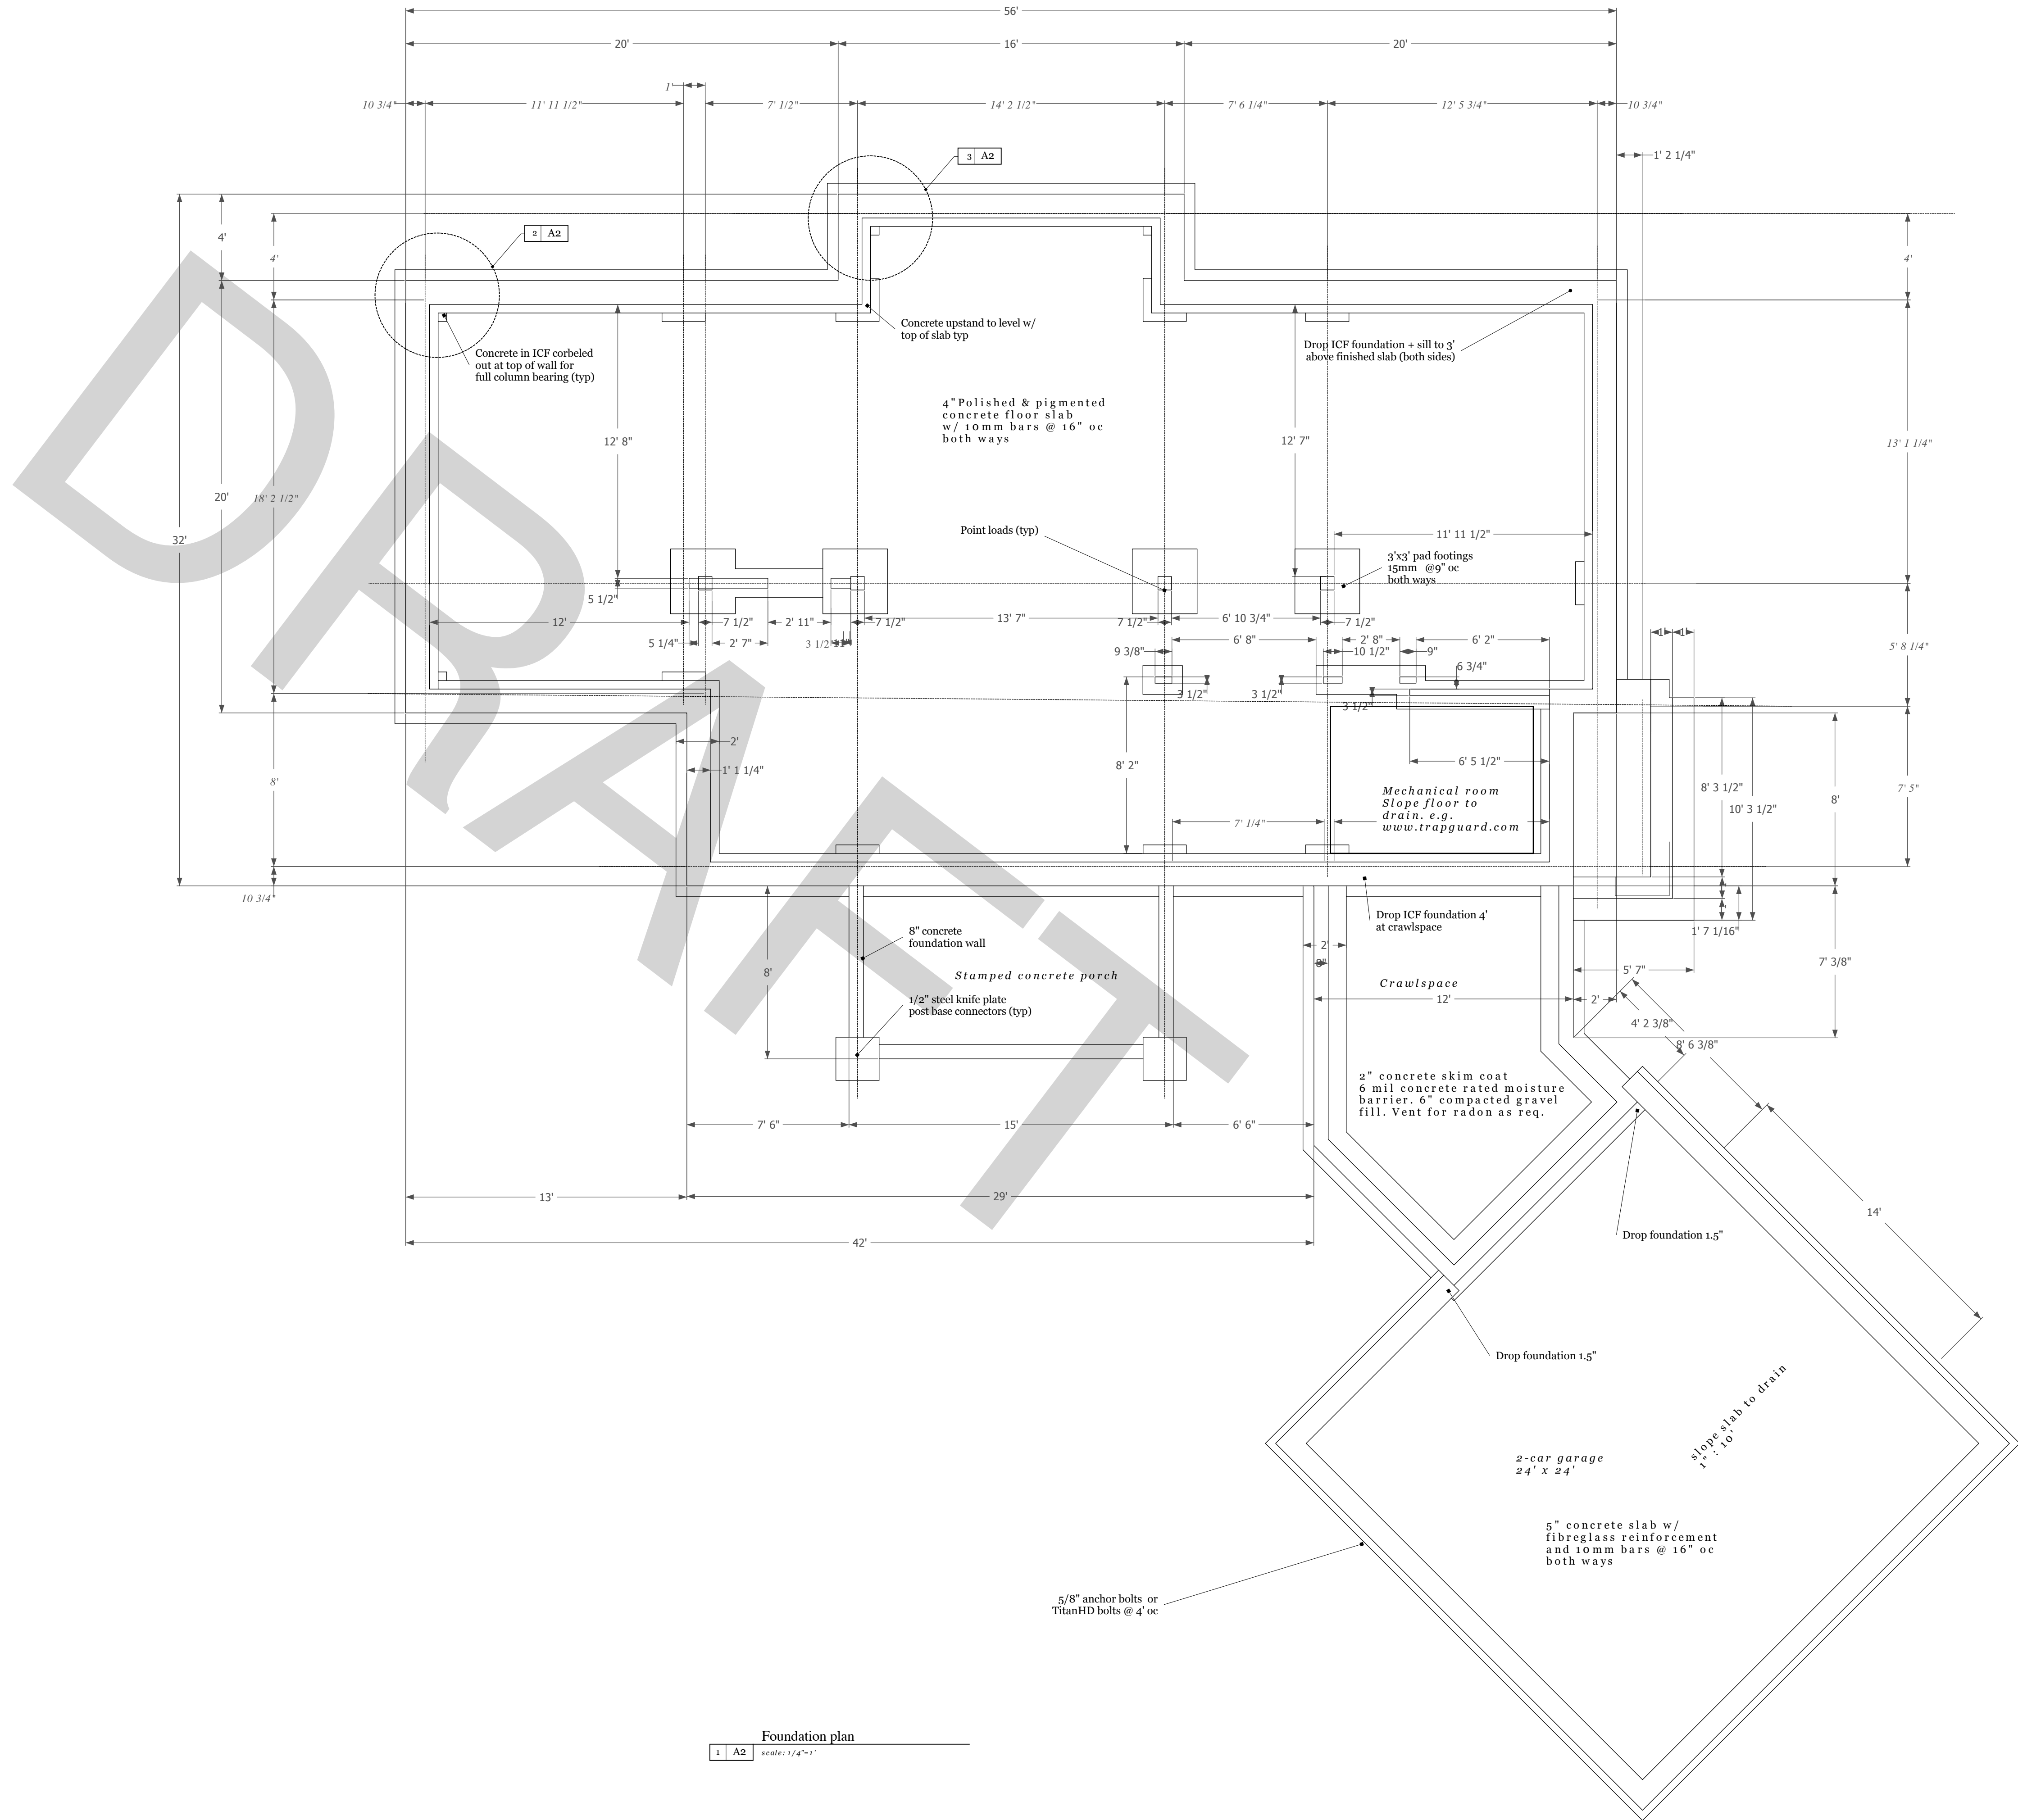 56'
20'
16'
20'
1'
10 3/4"
11' 11 1/2"
7' 1/2"
14' 2 1/2"
7' 6 1/4"
12' 5 3/4"
10 3/4"
1' 2 1/4"
3 A2
2 A2
4'
4'
4'
Concrete upstand to level w/
top of slab typ
Concrete in ICF corbeled
out at top of wall for
full column bearing (typ)
Drop ICF foundation + sill to 3'
above finished slab (both sides)
4"Polished & pigmented
concrete floor slab
w/ 10mm bars @ 16" oc
both ways
12' 8"
12' 7"
13' 1 1/4"
20'
18' 2 1/2"
32'
Point loads (typ)
11' 11 1/2"
3'x3' pad footings
15mm @9" oc
both ways
5 1/2"
12'
7 1/2"
2' 11"
7 1/2"
13' 7"
7 1/2"
6' 10 3/4"
7 1/2"
5 1/4"
2' 7"
3 1/2"
11"
6' 8"
2' 8"
6' 2"
1'
1'
5' 8 1/4"
9 3/8"
10 1/2"
9"
6 3/4"
3 1/2"
3 1/2"
3 1/2"
DRAFT
2'
1' 1 1/4"
8' 2"
6' 5 1/2"
8'
8' 3 1/2"
10' 3 1/2"
8'
7' 5"
Mechanical room
Slope floor to
drain. e.g.
www.trapguard.com
7' 1/4"
10 3/4"
Drop ICF foundation 4'
at crawlspace
1' 7 1/16"
8" concrete
foundation wall
2'
8"
7' 3/8"
8'
Stamped concrete porch
Crawlspace
5' 7"
12'
2'
1/2" steel knife plate
post base connectors (typ)
4' 2 3/8"
8' 6 3/8"
2" concrete skim coat
6 mil concrete rated moisture
barrier. 6" compacted gravel
fill. Vent for radon as req.
7' 6"
15'
6' 6"
13'
29'
14'
Drop foundation 1.5"
42'
Drop foundation 1.5"
slope slab to drain
1" : 10'
2-car garage
24' x 24'
5" concrete slab w/
fibreglass reinforcement
and 10mm bars @ 16" oc
both ways
5/8" anchor bolts or
TitanHD bolts @ 4' oc
Foundation plan
1 A2 scale: 1/4"=1'